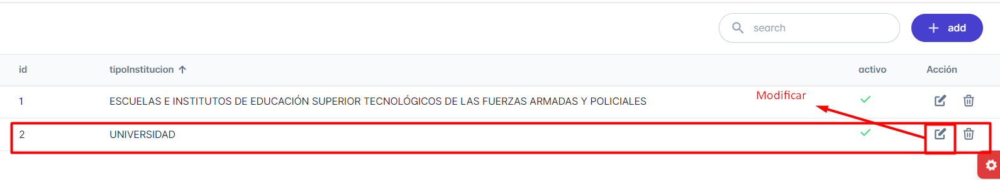 search
add
id tipoInstitucion activo Acción
1 ESCUELAS E INSTITUTOS DE EDUCACIÓN SUPERIOR TECNOLÓGICOS DE LAS FUERZAS ARMADAS Y POLICIALES
Modificar
2 UNIVERSIDAD